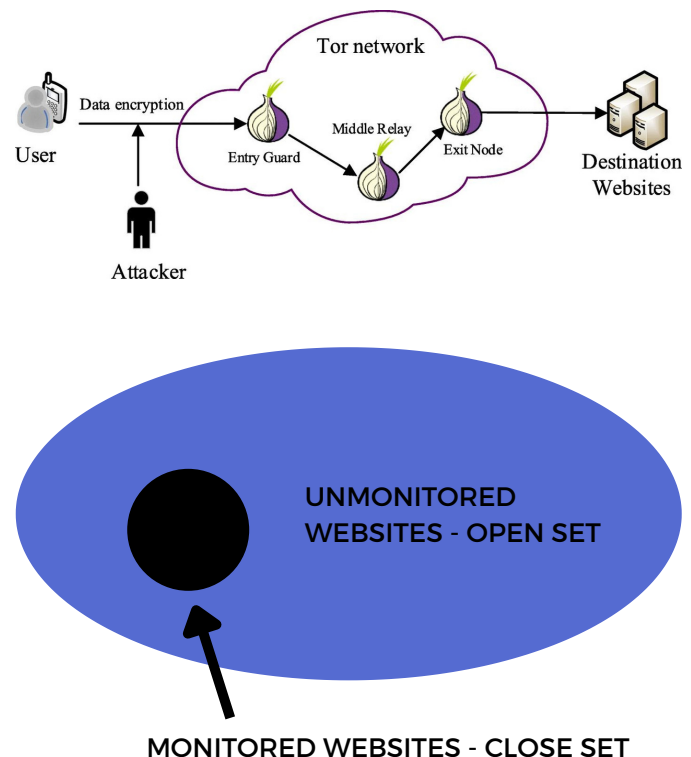 Tor network
Data encryption
User
Entry Guard
Middle Relay
Exit Node
Destination
Websites
Attacker
UNMONITORED
WEBSITES - OPEN SET
MONITORED WEBSITES - CLOSE SET